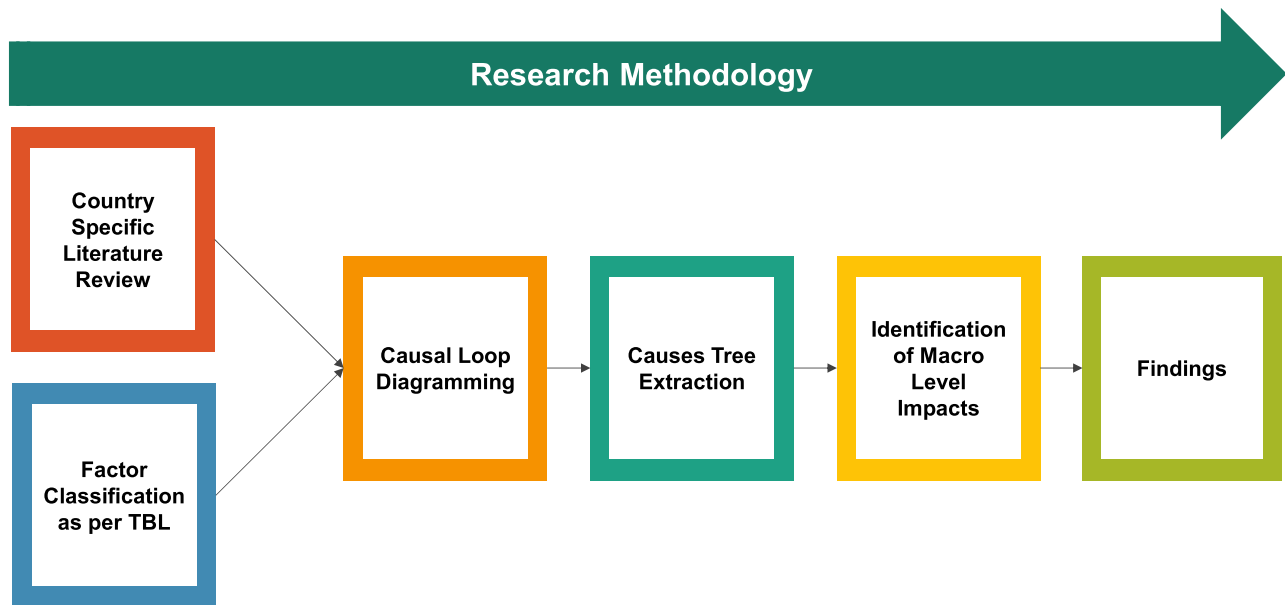 Research Methodology
Country
Specific
Literature
Review
Factor
Classification
as per TBL
Causal Loop
Diagramming
Causes Tree
Extraction
Identification
of Macro
Level
Impacts
Findings